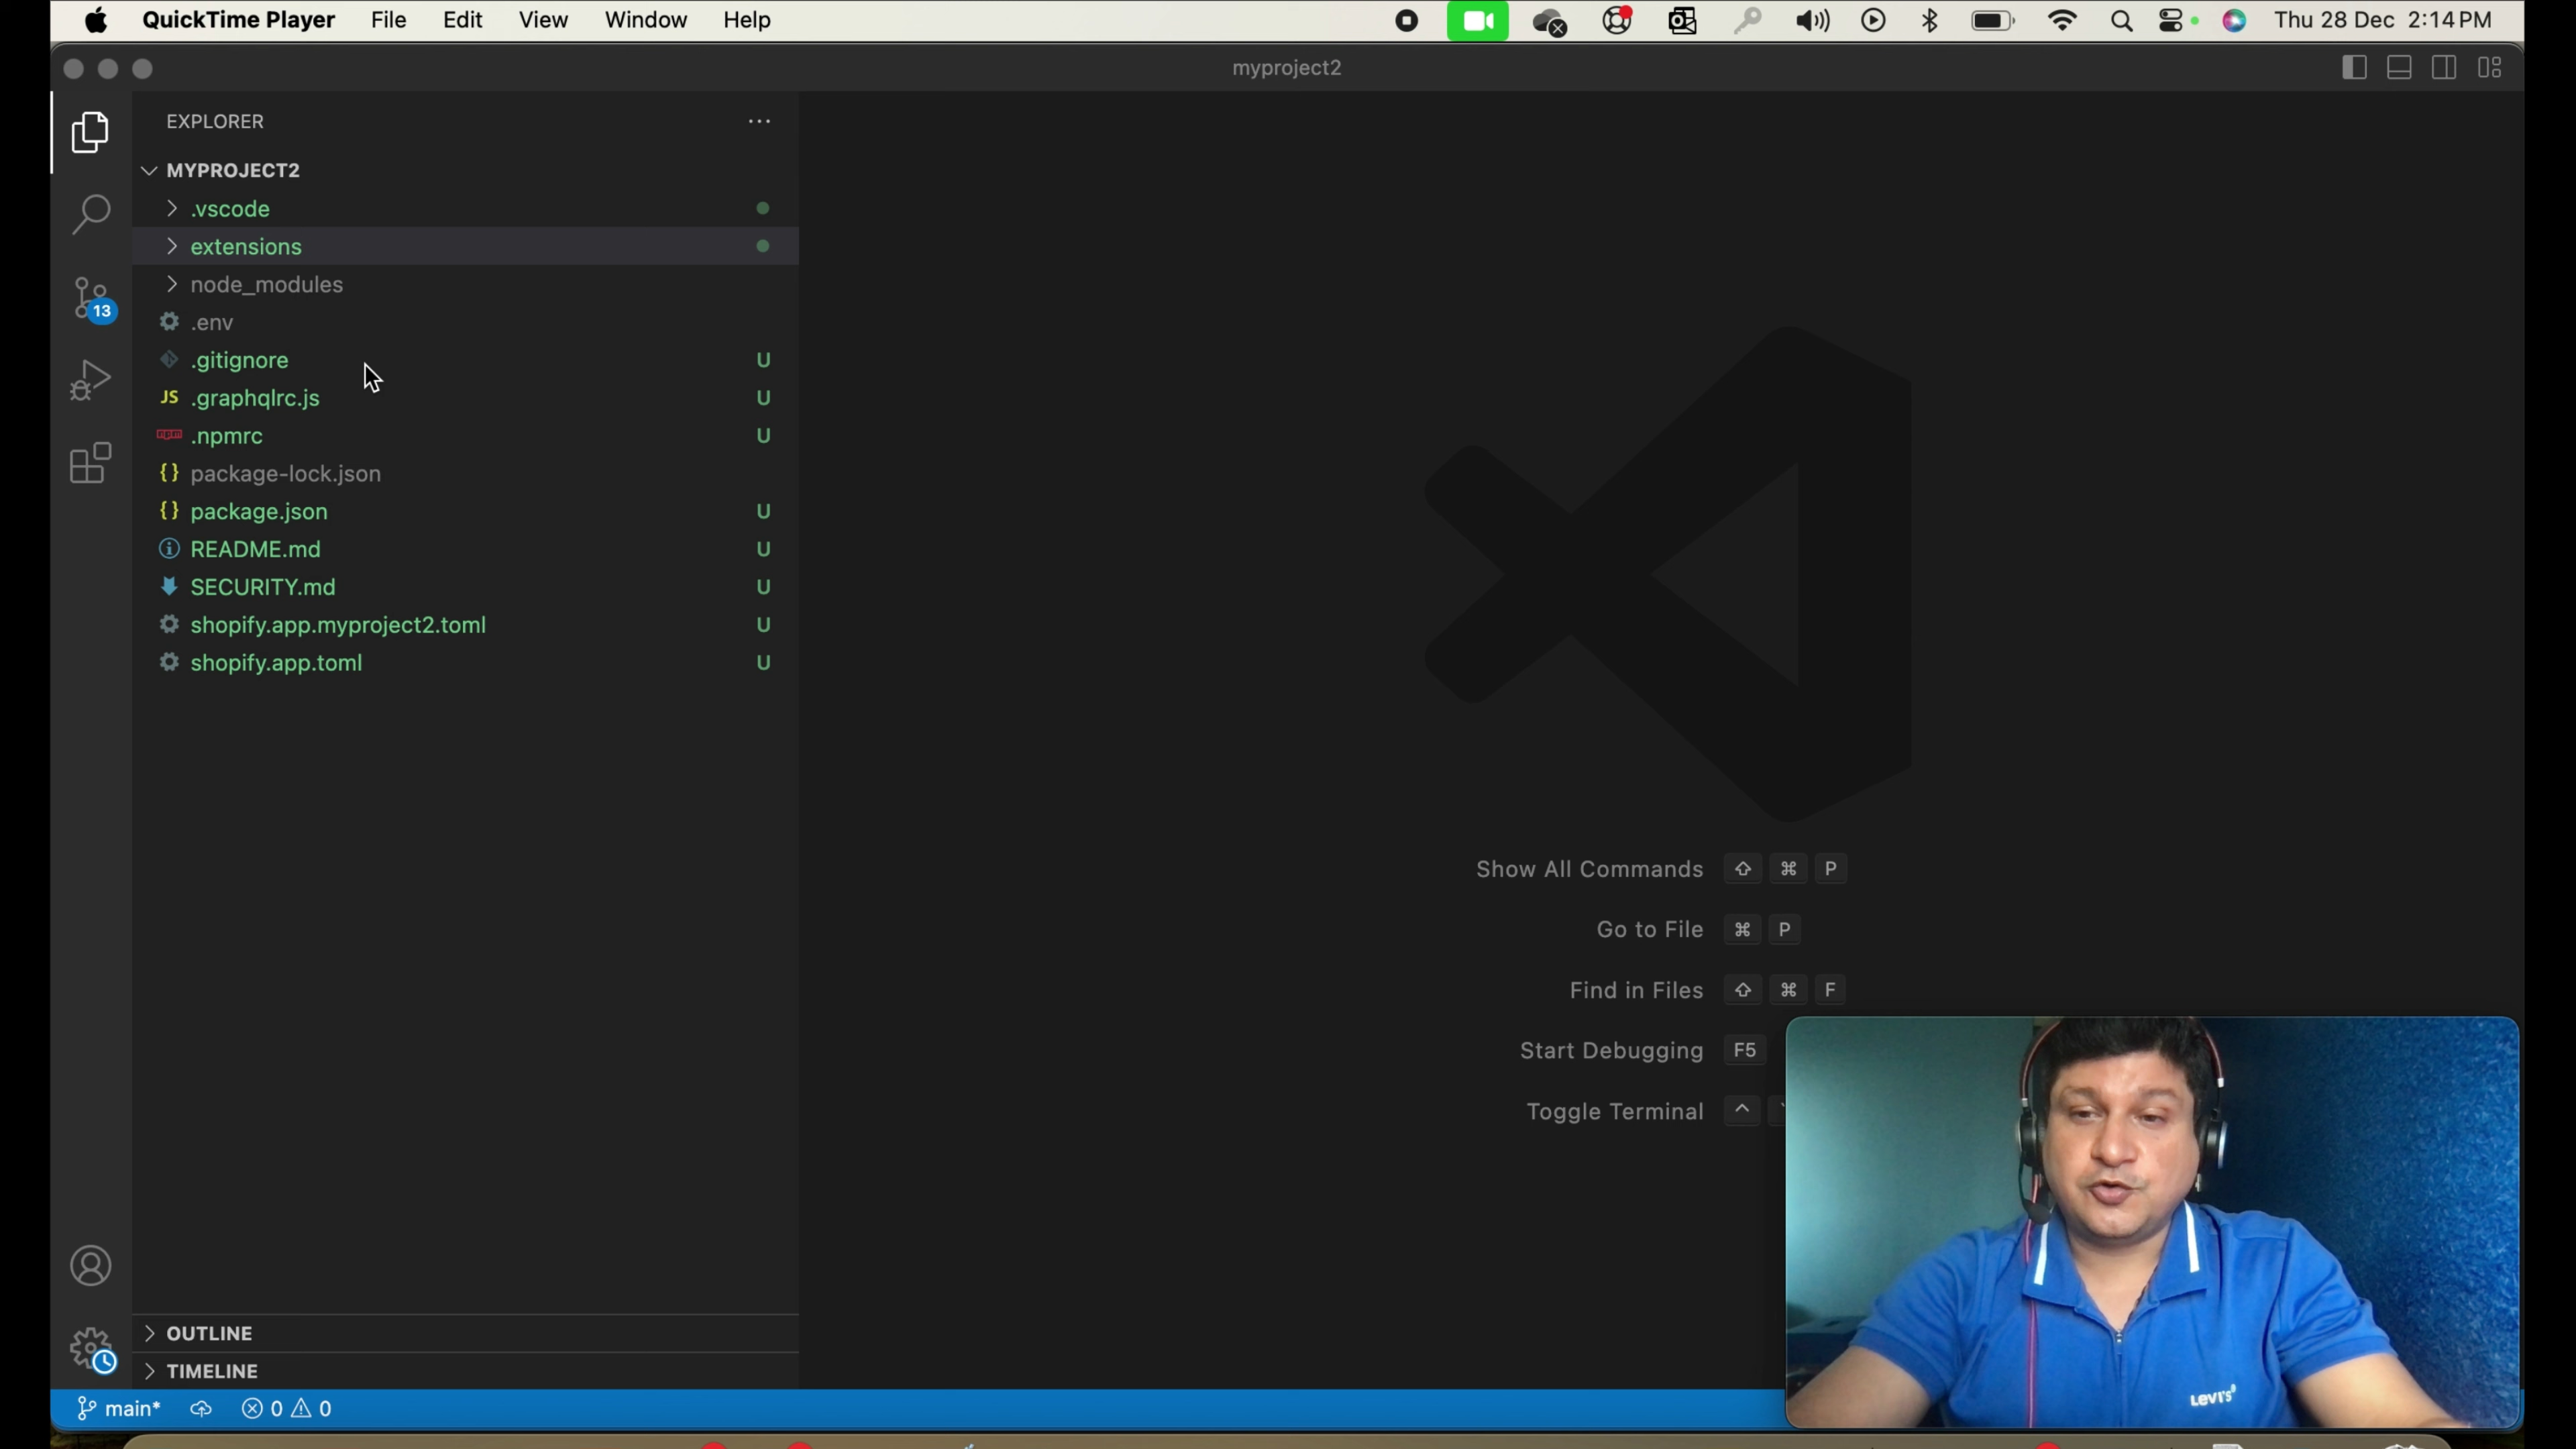 QuickTime Player File Edit View Window Help Thu 28 Dec 2:14 PM
myproject2
EXPLORER
MYPROJECT2
.vscode
extensions
node_modules
.env
.gitignore U
JS .graphqlrc.js U
npm .npmrc U
{} package-lock.json
{} package.json U
README.md U
SECURITY.md U
shopify.app.myproject2.toml U
shopify.app.toml U
13
Show All Commands ⇧ ⌘ P
Go to File ⌘ P
Find in Files ⇧ ⌘ F
Start Debugging F5
Toggle Terminal ^ `
OUTLINE
TIMELINE
main* 0 0
LEVI'S